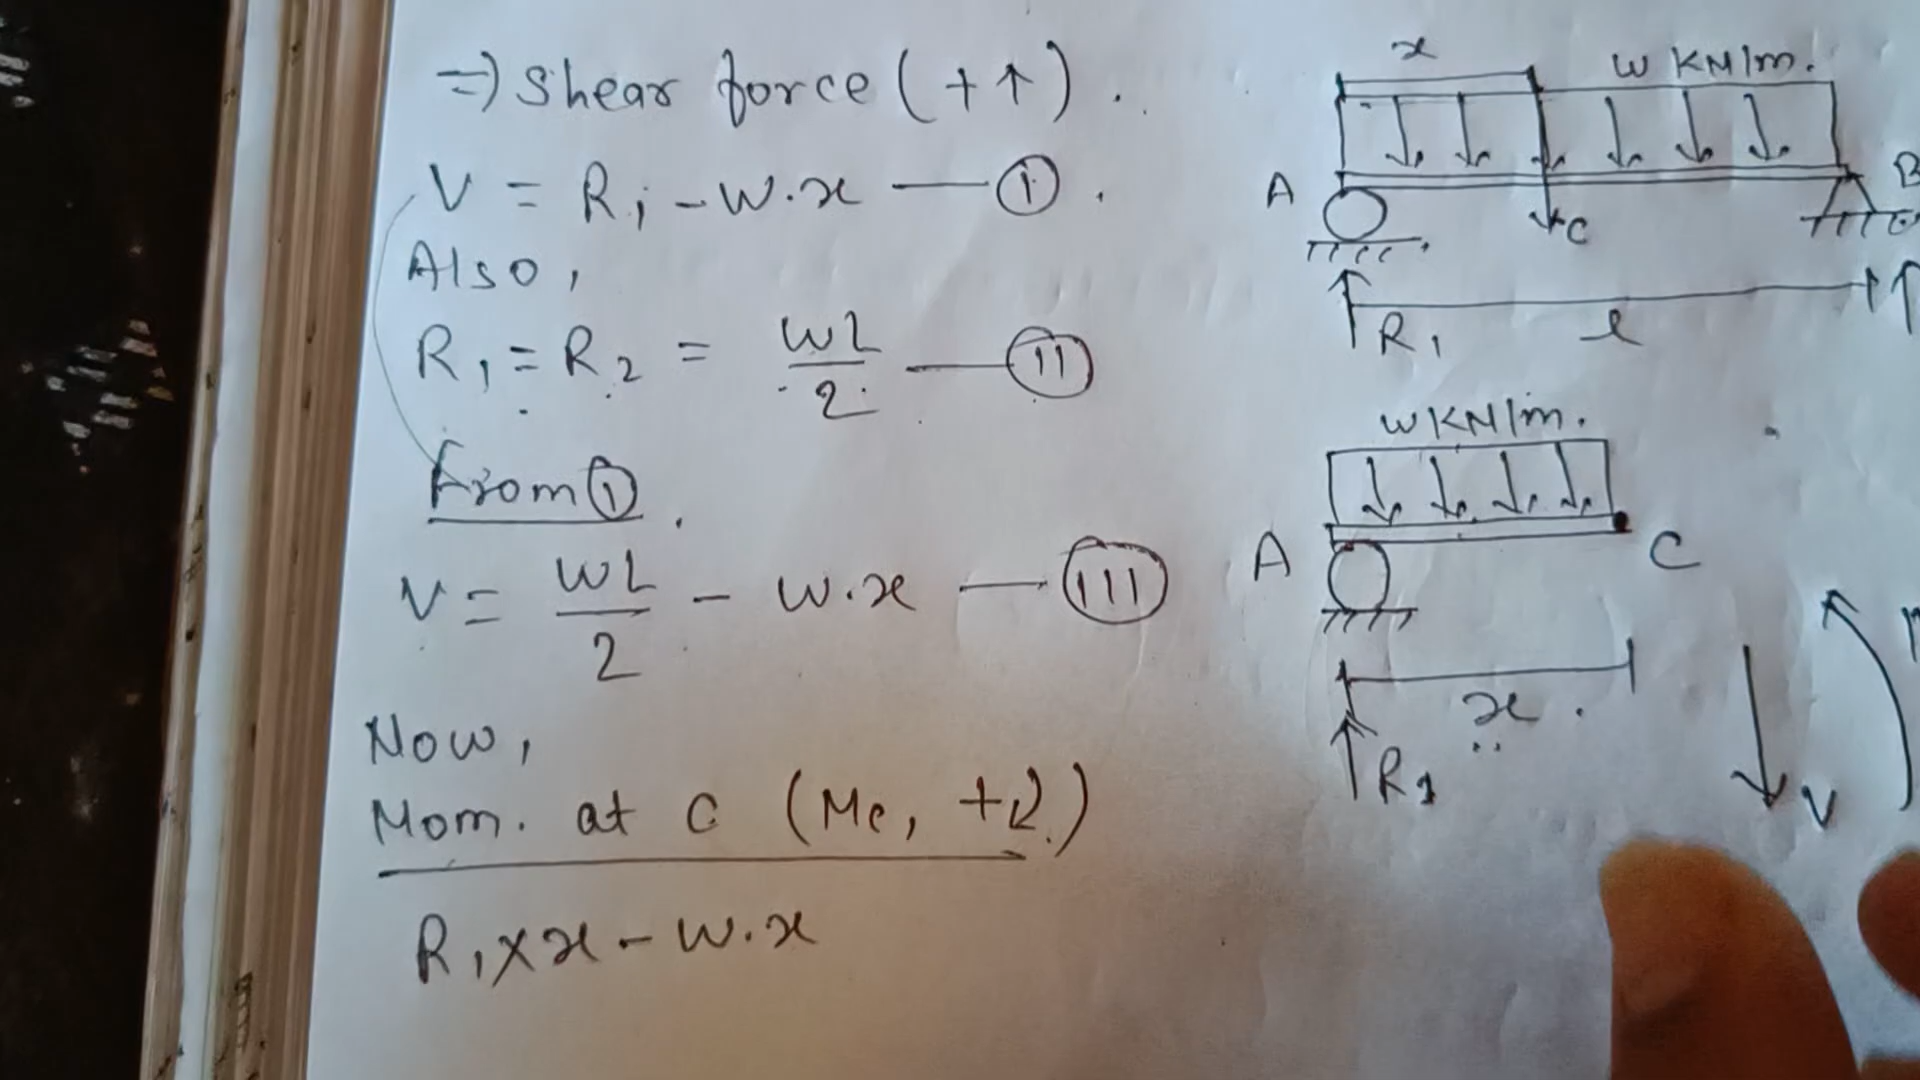 =) Shear force (+↑).
V = R1 - W.x — (I).
Also,
R1 = R2 = WL/2 — (II)
From (I).
V = WL/2 - W.x — (III)
Now,
Mom. at C (Mc, +↻)
R1 × x - W.x
x
W KN/m.
A
B
C
R1
l
W KN/m.
A
C
x.
R1
V